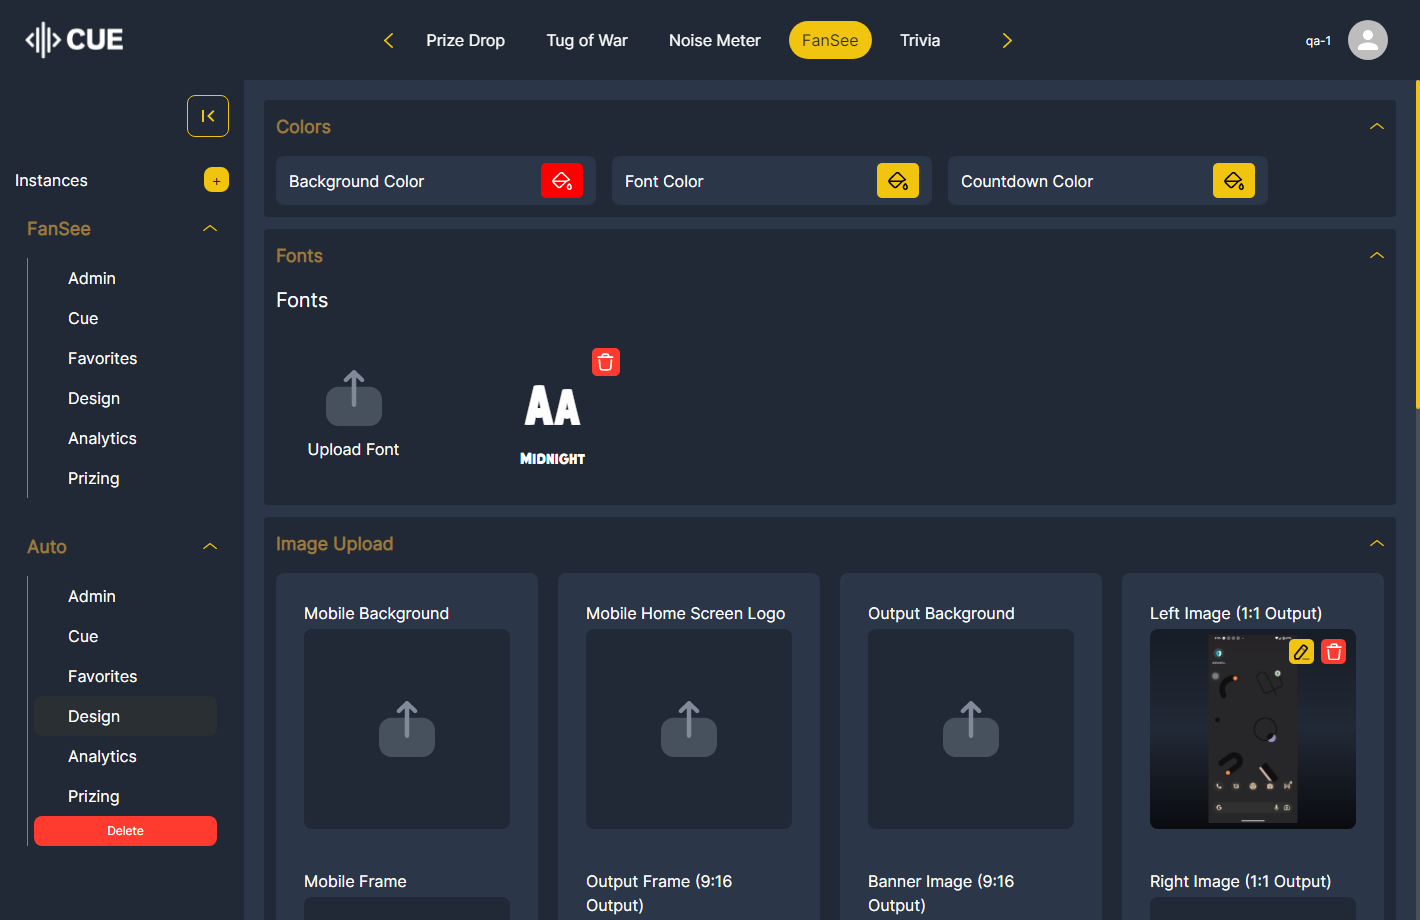 CUE
Prize Drop
Tug of War
Noise Meter
FanSee
Trivia
qa-1
Instances
+
FanSee
Admin
Cue
Favorites
Design
Analytics
Prizing
Auto
Admin
Cue
Favorites
Design
Analytics
Prizing
Delete
Colors
Background Color
Font Color
Countdown Color
Fonts
Fonts
Upload Font
AA
MIDNIGHT
Image Upload
Mobile Background
Mobile Home Screen Logo
Output Background
Left Image (1:1 Output)
Mobile Frame
Output Frame (9:16
Output)
Banner Image (9:16
Output)
Right Image (1:1 Output)